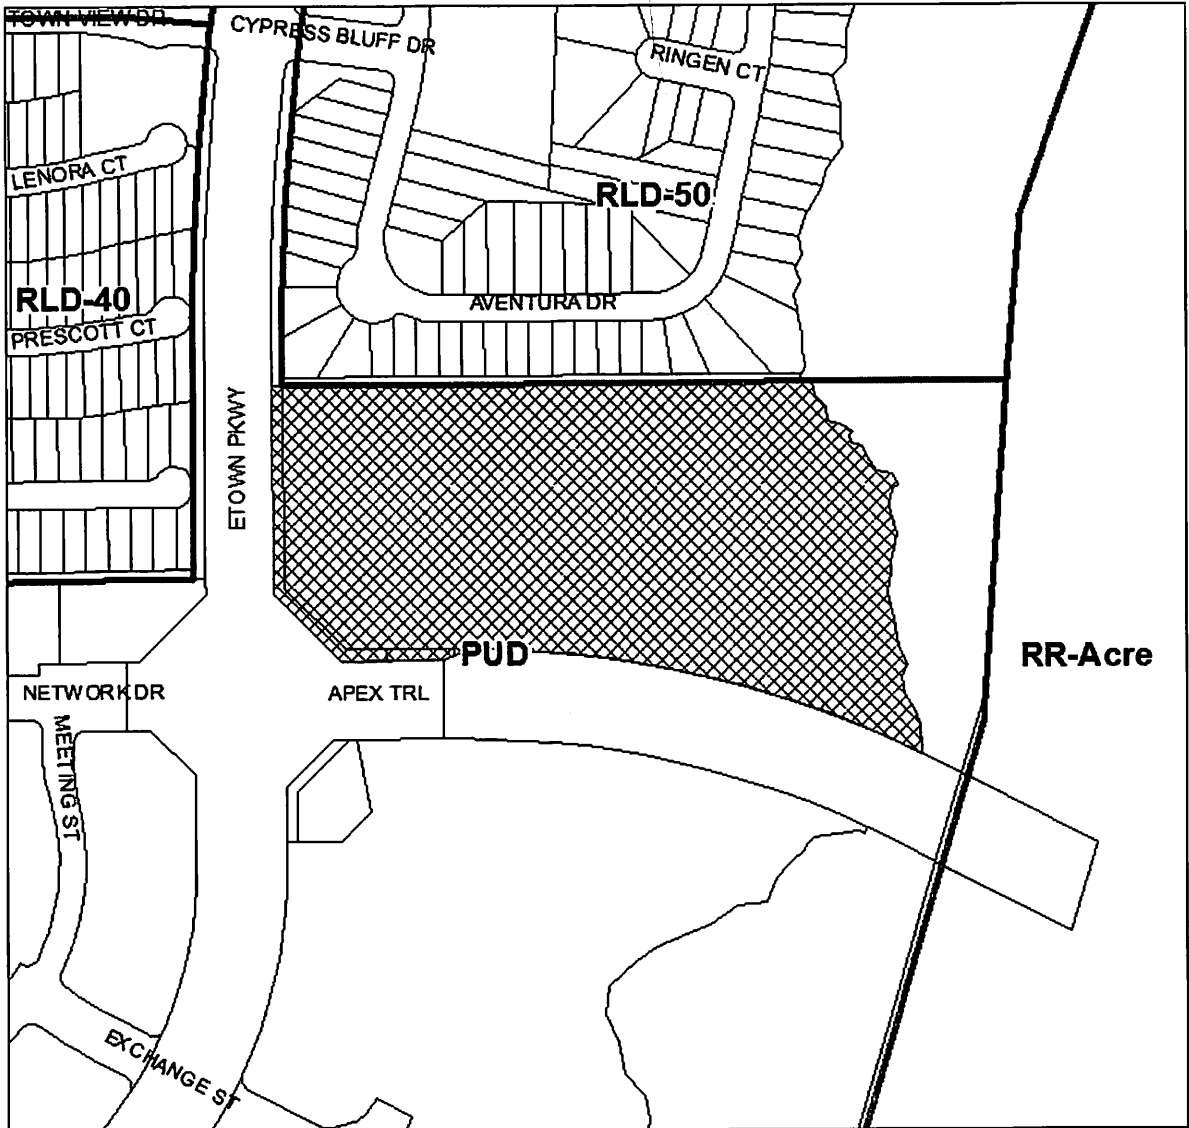 TOWN VIEW DR
CYPRESS BLUFF DR
RINGEN CT
LENORA CT
RLD-50
RLD-40
AVENTURA DR
PRESCOTT CT
ETOWN PKWY
PUD
RR-Acre
NETWORK DR
APEX TRL
MEETING ST
EXCHANGE ST